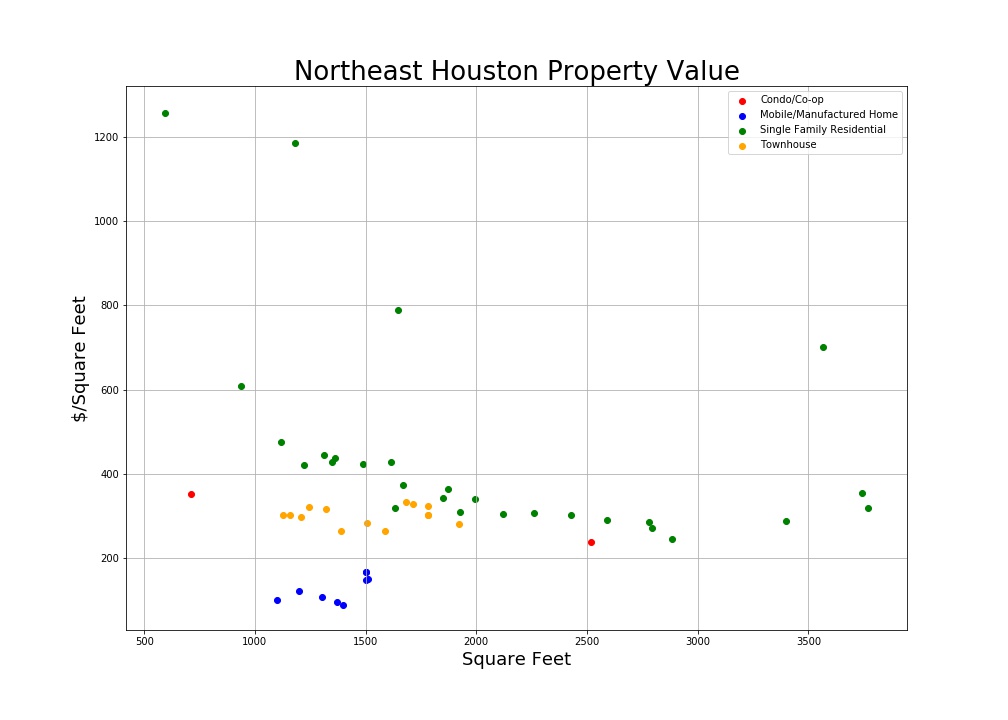 Northeast Houston Property Value
Condo/Co-op
Mobile/Manufactured Home
Single Family Residential
Townhouse
1200
1000
800
600
400
200
$/Square Feet
500 1000 1500 2000 2500 3000 3500
Square Feet